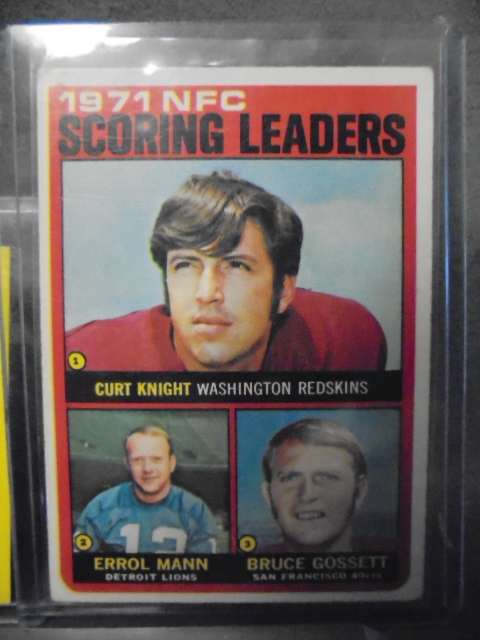 1971 NFC
SCORING LEADERS
1
CURT KNIGHT WASHINGTON REDSKINS
12
2
ERROL MANN
DETROIT LIONS
3
BRUCE GOSSETT
SAN FRANCISCO 49ers